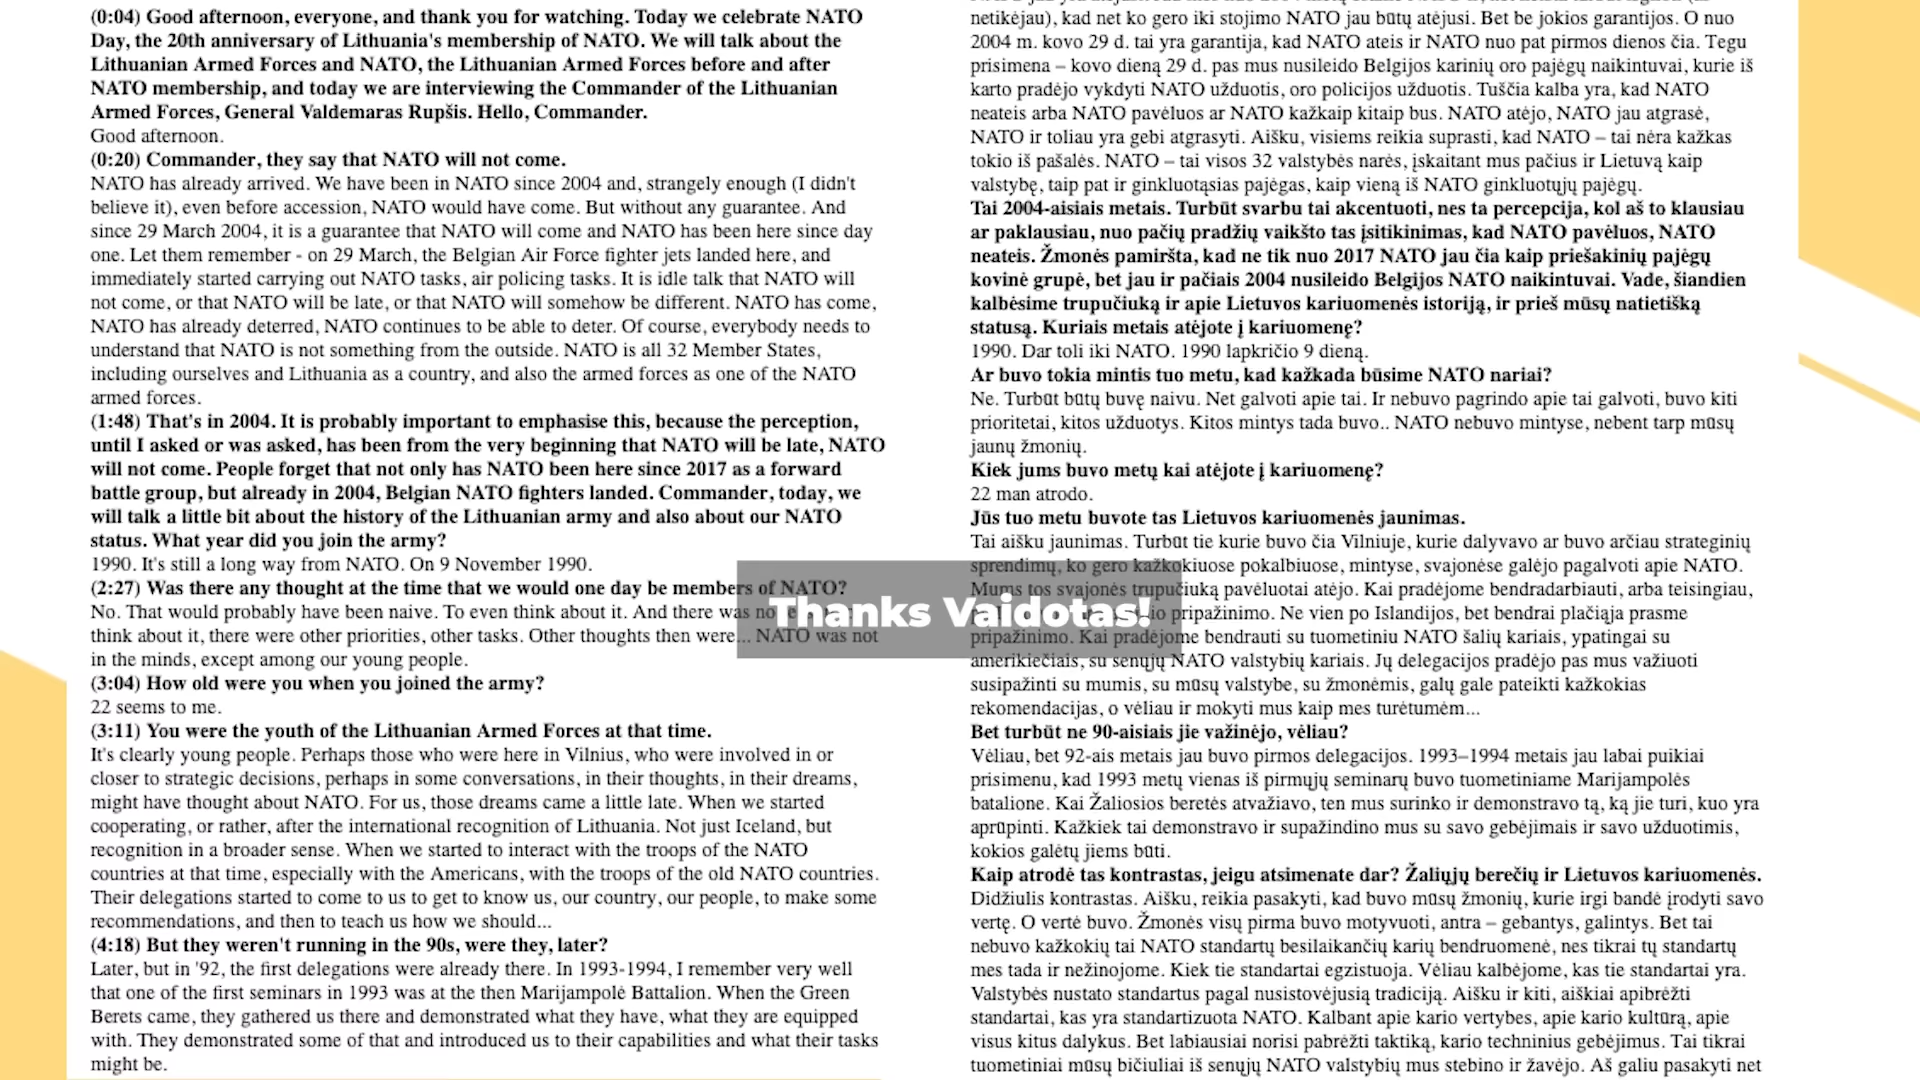 (0:04) Good afternoon, everyone, and thank you for watching. Today we celebrate NATO
Day, the 20th anniversary of Lithuania's membership of NATO. We will talk about the
Lithuanian Armed Forces and NATO, the Lithuanian Armed Forces before and after
NATO membership, and today we are interviewing the Commander of the Lithuanian
Armed Forces, General Valdemaras Rupšis. Hello, Commander.
Good afternoon.
(0:20) Commander, they say that NATO will not come.
NATO has already arrived. We have been in NATO since 2004 and, strangely enough (I didn't
believe it), even before accession, NATO would have come. But without any guarantee. And
since 29 March 2004, it is a guarantee that NATO will come and NATO has been here since day
one. Let them remember - on 29 March, the Belgian Air Force fighter jets landed here, and
immediately started carrying out NATO tasks, air policing tasks. It is idle talk that NATO will
not come, or that NATO will be late, or that NATO will somehow be different. NATO has come,
NATO has already deterred, NATO continues to be able to deter. Of course, everybody needs to
understand that NATO is not something from the outside. NATO is all 32 Member States,
including ourselves and Lithuania as a country, and also the armed forces as one of the NATO
armed forces.
(1:48) That's in 2004. It is probably important to emphasise this, because the perception,
until I asked or was asked, has been from the very beginning that NATO will be late, NATO
will not come. People forget that not only has NATO been here since 2017 as a forward
battle group, but already in 2004, Belgian NATO fighters landed. Commander, today, we
will talk a little bit about the history of the Lithuanian army and also about our NATO
status. What year did you join the army?
1990. It's still a long way from NATO. On 9 November 1990.
(2:27) Was there any thought at the time that we would one day be members of NATO?
No. That would probably have been naive. To even think about it. And there was no
think about it, there were other priorities, other tasks. Other thoughts then were... NATO was not
in the minds, except among our young people.
(3:04) How old were you when you joined the army?
22 seems to me.
(3:11) You were the youth of the Lithuanian Armed Forces at that time.
It's clearly young people. Perhaps those who were here in Vilnius, who were involved in or
closer to strategic decisions, perhaps in some conversations, in their thoughts, in their dreams,
might have thought about NATO. For us, those dreams came a little late. When we started
cooperating, or rather, after the international recognition of Lithuania. Not just Iceland, but
recognition in a broader sense. When we started to interact with the troops of the NATO
countries at that time, especially with the Americans, with the troops of the old NATO countries.
Their delegations started to come to us to get to know us, our country, our people, to make some
recommendations, and then to teach us how we should...
(4:18) But they weren't running in the 90s, were they, later?
Later, but in '92, the first delegations were already there. In 1993-1994, I remember very well
that one of the first seminars in 1993 was at the then Marijampolė Battalion. When the Green
Berets came, they gathered us there and demonstrated what they have, what they are equipped
with. They demonstrated some of that and introduced us to their capabilities and what their tasks
might be.
netikėjau), kad net ko gero iki stojimo NATO jau būtų atėjusi. Bet be jokios garantijos. O nuo
2004 m. kovo 29 d. tai yra garantija, kad NATO ateis ir NATO nuo pat pirmos dienos čia. Tegu
prisimena – kovo dieną 29 d. pas mus nusileido Belgijos karinių oro pajėgų naikintuvai, kurie iš
karto pradėjo vykdyti NATO užduotis, oro policijos užduotis. Tuščia kalba yra, kad NATO
neateis arba NATO pavėluos ar NATO kažkaip kitaip bus. NATO atėjo, NATO jau atgrasė,
NATO ir toliau yra gebi atgrasyti. Aišku, visiems reikia suprasti, kad NATO – tai nėra kažkas
tokio iš pašalės. NATO – tai visos 32 valstybės narės, įskaitant mus pačius ir Lietuvą kaip
valstybę, taip pat ir ginkluotąsias pajėgas, kaip vieną iš NATO ginkluotųjų pajėgų.
Tai 2004-aisiais metais. Turbūt svarbu tai akcentuoti, nes ta percepcija, kol aš to klausiau
ar paklausiau, nuo pačių pradžių vaikšto tas įsitikinimas, kad NATO pavėluos, NATO
neateis. Žmonės pamiršta, kad ne tik nuo 2017 NATO jau čia kaip priešakinių pajėgų
kovinė grupė, bet jau ir pačiais 2004 nusileido Belgijos NATO naikintuvai. Vade, šiandien
kalbėsime trupučiuką ir apie Lietuvos kariuomenės istoriją, ir prieš mūsų natietišką
statusą. Kuriais metais atėjote į kariuomenę?
1990. Dar toli iki NATO. 1990 lapkričio 9 dieną.
Ar buvo tokia mintis tuo metu, kad kažkada būsime NATO nariai?
Ne. Turbūt būtų buvę naivu. Net galvoti apie tai. Ir nebuvo pagrindo apie tai galvoti, buvo kiti
prioritetai, kitos užduotys. Kitos mintys tada buvo.. NATO nebuvo mintyse, nebent tarp mūsų
jaunų žmonių.
Kiek jums buvo metų kai atėjote į kariuomenę?
22 man atrodo.
Jūs tuo metu buvote tas Lietuvos kariuomenės jaunimas.
Tai aišku jaunimas. Turbūt tie kurie buvo čia Vilniuje, kurie dalyvavo ar buvo arčiau strateginių
sprendimų, ko gero kažkokiuose pokalbiuose, mintyse, svajonėse galėjo pagalvoti apie NATO.
Mums tos svajonės trupučiuką pavėluotai atėjo. Kai pradėjome bendradarbiauti, arba teisingiau,
pripažinimo. Ne vien po Islandijos, bet bendrai plačiąja prasme
pripažinimo. Kai pradėjome bendrauti su tuometiniu NATO šalių kariais, ypatingai su
amerikiečiais, su senųjų NATO valstybių kariais. Jų delegacijos pradėjo pas mus važiuoti
susipažinti su mumis, su mūsų valstybe, su žmonėmis, galų gale pateikti kažkokias
rekomendacijas, o vėliau ir mokyti mus kaip mes turėtumėm...
Bet turbūt ne 90-aisiais jie važinėjo, vėliau?
Vėliau, bet 92-ais metais jau buvo pirmos delegacijos. 1993–1994 metais jau labai puikiai
prisimenu, kad 1993 metų vienas iš pirmųjų seminarų buvo tuometiniame Marijampolės
batalione. Kai Žaliosios beretės atvažiavo, ten mus surinko ir demonstravo tą, ką jie turi, kuo yra
aprūpinti. Kažkiek tai demonstravo ir supažindino mus su savo gebėjimais ir savo užduotimis,
kokios galėtų jiems būti.
Kaip atrodė tas kontrastas, jeigu atsimenate dar? Žaliųjų berečių ir Lietuvos kariuomenės.
Didžiulis kontrastas. Aišku, reikia pasakyti, kad buvo mūsų žmonių, kurie irgi bandė įrodyti savo
vertę. O vertė buvo. Žmonės visų pirma buvo motyvuoti, antra – gebantys, galintys. Bet tai
nebuvo kažkokių tai NATO standartų besilaikančių karių bendruomenė, nes tikrai tų standartų
mes tada ir nežinojome. Kiek tie standartai egzistuoja. Vėliau kalbėjome, kas tie standartai yra.
Valstybės nustato standartus pagal nusistovėjusią tradiciją. Aišku ir kiti, aiškiai apibrėžti
standartai, kas yra standartizuota NATO. Kalbant apie kario vertybes, apie kario kultūrą, apie
visus kitus dalykus. Bet labiausiai norisi pabrėžti taktiką, kario techninius gebėjimus. Tai tikrai
tuometiniai mūsų bičiuliai iš senųjų NATO valstybių mus stebino ir žavėjo. Aš galiu pasakyti net
Thanks Vaidotas!